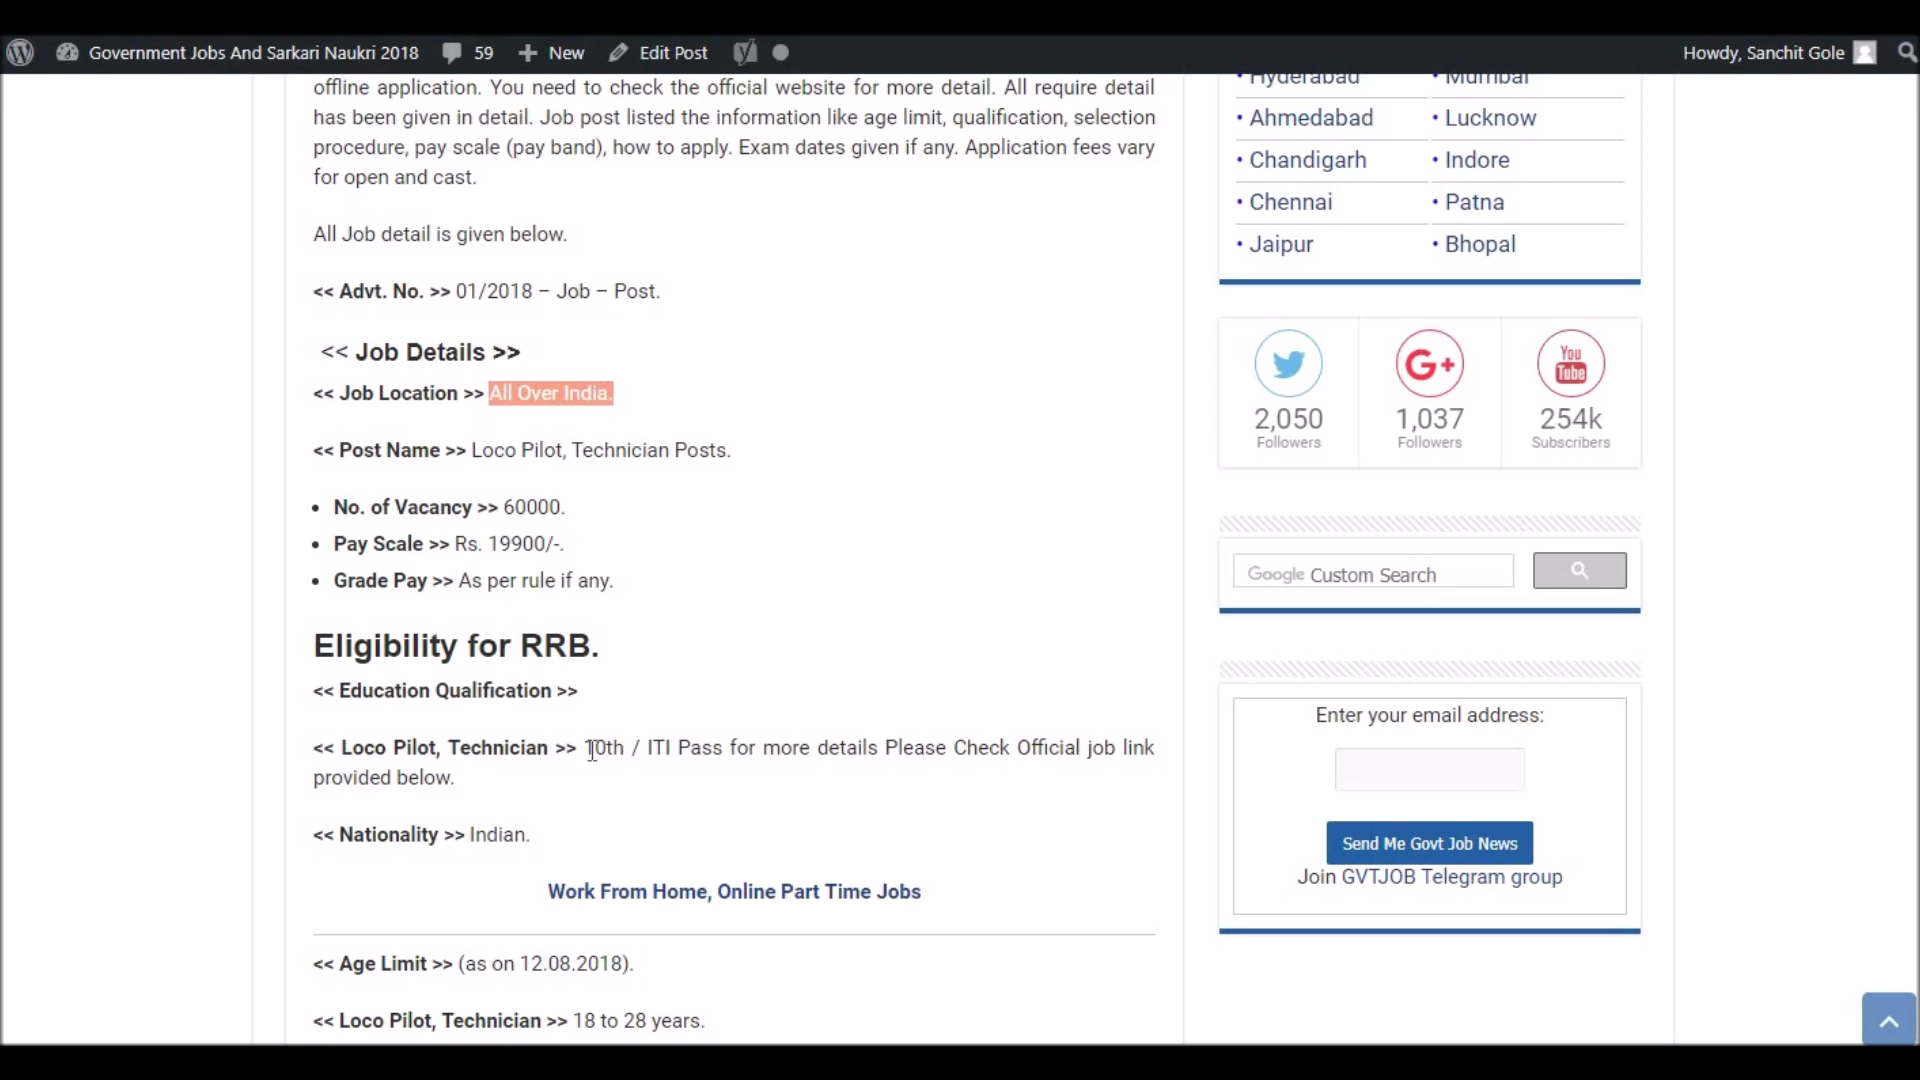 Government Jobs And Sarkari Naukri 2018 59 New Edit Post Howdy, Sanchit Gole
offline application. You need to check the official website for more detail. All require detail
has been given in detail. Job post listed the information like age limit, qualification, selection
procedure, pay scale (pay band), how to apply. Exam dates given if any. Application fees vary
for open and cast.
All Job detail is given below.
<< Advt. No. >> 01/2018 – Job – Post.
<< Job Details >>
<< Job Location >> All Over India.
<< Post Name >> Loco Pilot, Technician Posts.
• No. of Vacancy >> 60000.
• Pay Scale >> Rs. 19900/-.
• Grade Pay >> As per rule if any.
Eligibility for RRB.
<< Education Qualification >>
<< Loco Pilot, Technician >> 10th / ITI Pass for more details Please Check Official job link
provided below.
<< Nationality >> Indian.
Work From Home, Online Part Time Jobs
<< Age Limit >> (as on 12.08.2018).
<< Loco Pilot, Technician >> 18 to 28 years.
• Hyderabad • Mumbai
• Ahmedabad • Lucknow
• Chandigarh • Indore
• Chennai • Patna
• Jaipur • Bhopal
G+ You
Tube
2,050 1,037 254k
Followers Followers Subscribers
Google Custom Search
Enter your email address:
Send Me Govt Job News
Join GVTJOB Telegram group